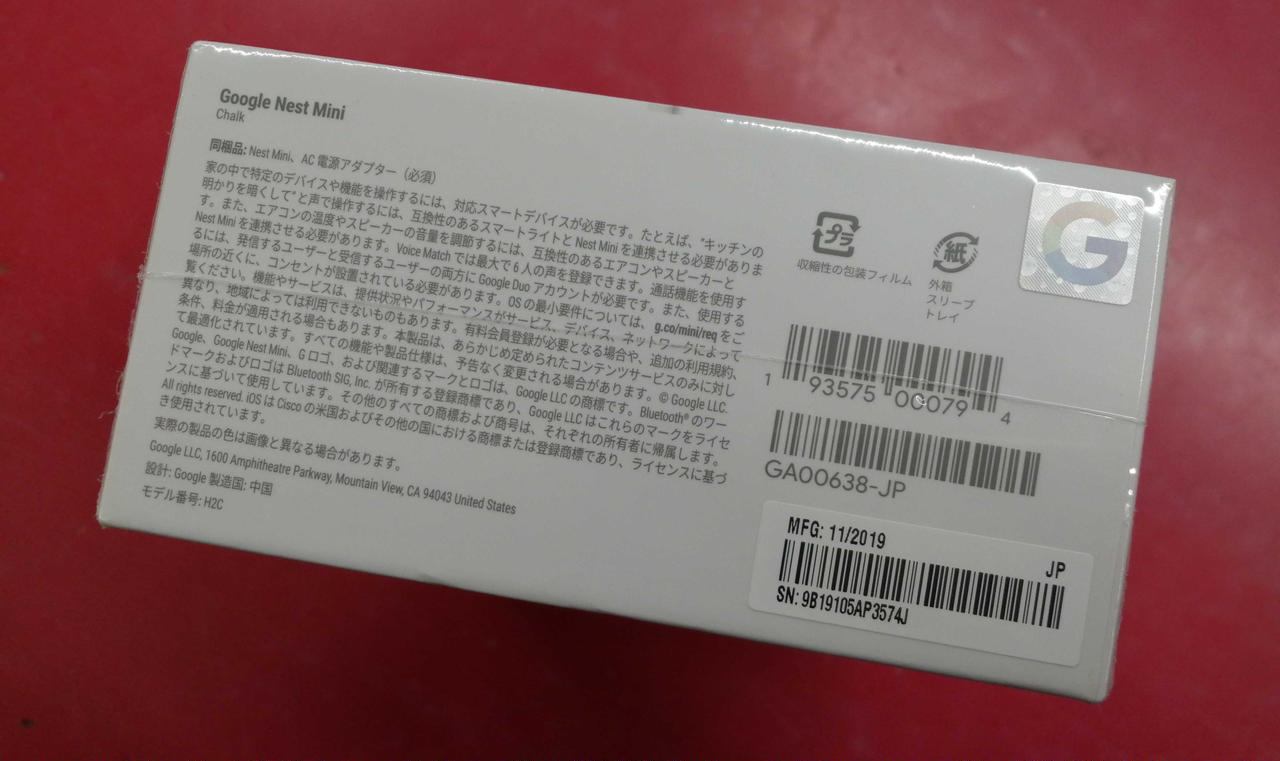 Google Nest Mini
Chalk
同梱品: Nest Mini、AC 電源アダプター（必須）
家の中で特定のデバイスや機能を操作するには、対応スマートデバイスが必要です。たとえば、"キッチンの
明かりを暗くして" と声で操作するには、互換性のあるスマートライトと Nest Mini を連携させる必要がありま
す。また、エアコンの温度やスピーカーの音量を調節するには、互換性のあるエアコンやスピーカーと
Nest Mini を連携させる必要があります。Voice Match では最大で 6 人の声を登録できます。通話機能を使用す
るには、発信するユーザーと受信するユーザーの両方に Google Duo アカウントが必要です。また、使用する
場所の近くに、コンセントが設置されている必要があります。OS の最小要件については、g.co/mini/req をご
覧ください。機能やサービスは、提供状況やパフォーマンスがサービス、デバイス、ネットワークによって
異なり、地域によっては利用できないものもあります。有料会員登録が必要となる場合や、追加の利用規約、
条件、料金が適用される場合もあります。本製品は、あらかじめ定められたコンテンツサービスのみに対し
て最適化されています。すべての機能や製品仕様は、予告なく変更される場合があります。© Google LLC.
Google、Google Nest Mini、G ロゴ、および関連するマークとロゴは、Google LLC の商標です。Bluetooth® のワー
ドマークおよびロゴは Bluetooth SIG, Inc. が所有する登録商標であり、Google LLC はこれらのマークをライセ
ンスに基づいて使用しています。その他のすべての商標および商号は、それぞれの所有者に帰属します。
All rights reserved. iOS は Cisco の米国およびその他の国における商標または登録商標であり、ライセンスに基づ
き使用されています。
実際の製品の色は画像と異なる場合があります。
Google LLC, 1600 Amphitheatre Parkway, Mountain View, CA 94043 United States
設計: Google 製造国: 中国
モデル番号: H2C
プラ
収縮性の包装フィルム
紙
外箱
スリーブ
トレイ
G
1 93575 00079 4
GA00638-JP
MFG: 11/2019
JP
SN: 9B19105AP3574J